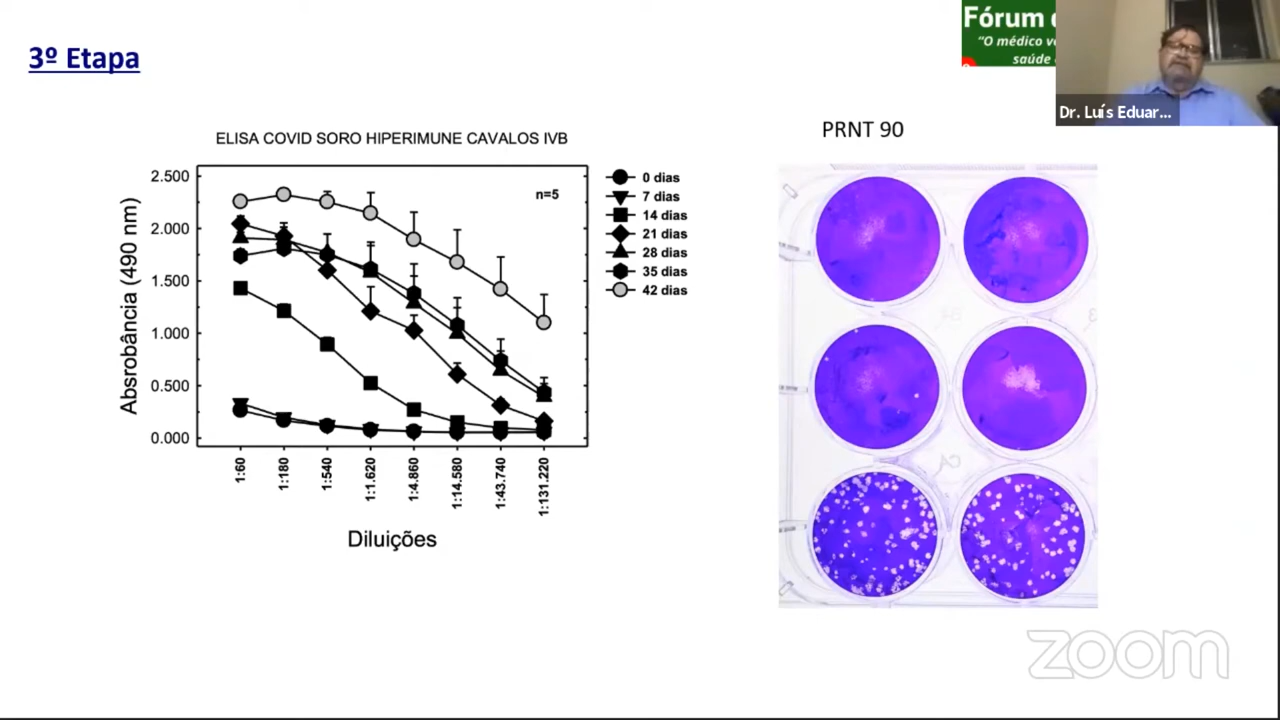 3º Etapa
Fórum
"O médico
saúde
Dr. Luís Eduar...
ELISA COVID SORO HIPERIMUNE CAVALOS IVB
PRNT 90
Absrobância (490 nm)
2.500
2.000
1.500
1.000
0.500
0.000
n=5
0 dias
7 dias
14 dias
21 dias
28 dias
35 dias
42 dias
1:60
1:180
1:540
1:1.620
1:4.860
1:14.580
1:43.740
1:131.220
Diluições
zoom